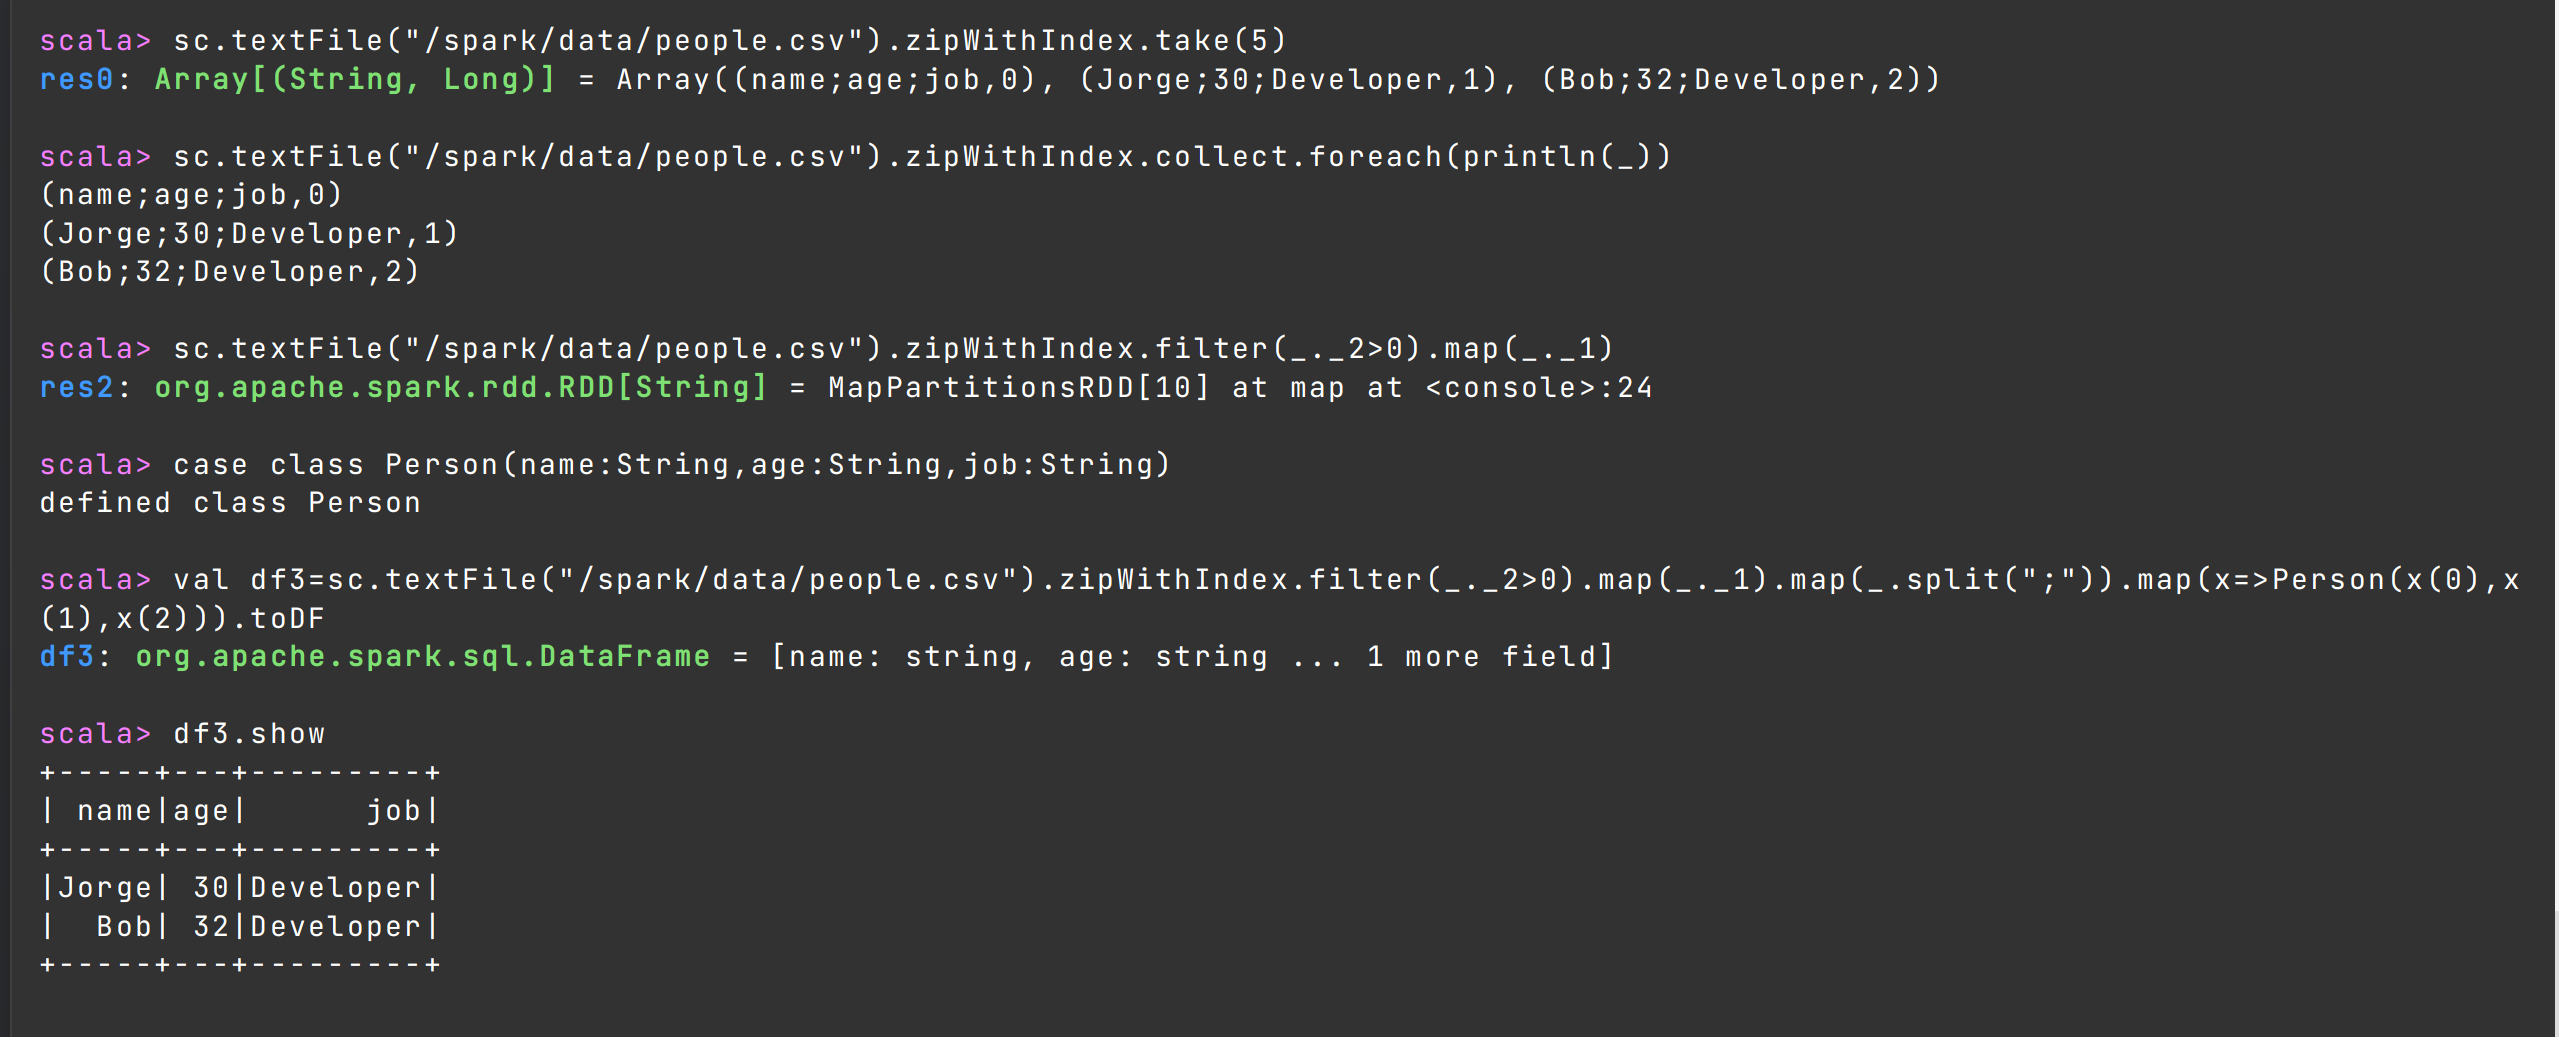 scala> sc.textFile("/spark/data/people.csv").zipWithIndex.take(5)
res0: Array[(String, Long)] = Array((name;age;job,0), (Jorge;30;Developer,1), (Bob;32;Developer,2))
scala> sc.textFile("/spark/data/people.csv").zipWithIndex.collect.foreach(println(_))
(name;age;job,0)
(Jorge;30;Developer,1)
(Bob;32;Developer,2)
scala> sc.textFile("/spark/data/people.csv").zipWithIndex.filter(_._2>0).map(_._1)
res2: org.apache.spark.rdd.RDD[String] = MapPartitionsRDD[10] at map at <console>:24
scala> case class Person(name:String,age:String,job:String)
defined class Person
scala> val df3=sc.textFile("/spark/data/people.csv").zipWithIndex.filter(_._2>0).map(_._1).map(_.split(";")).map(x=>Person(x(0),x
(1),x(2))).toDF
df3: org.apache.spark.sql.DataFrame = [name: string, age: string ... 1 more field]
scala> df3.show
+-----+---+---------+
| name|age|      job|
+-----+---+---------+
|Jorge| 30|Developer|
|  Bob| 32|Developer|
+-----+---+---------+